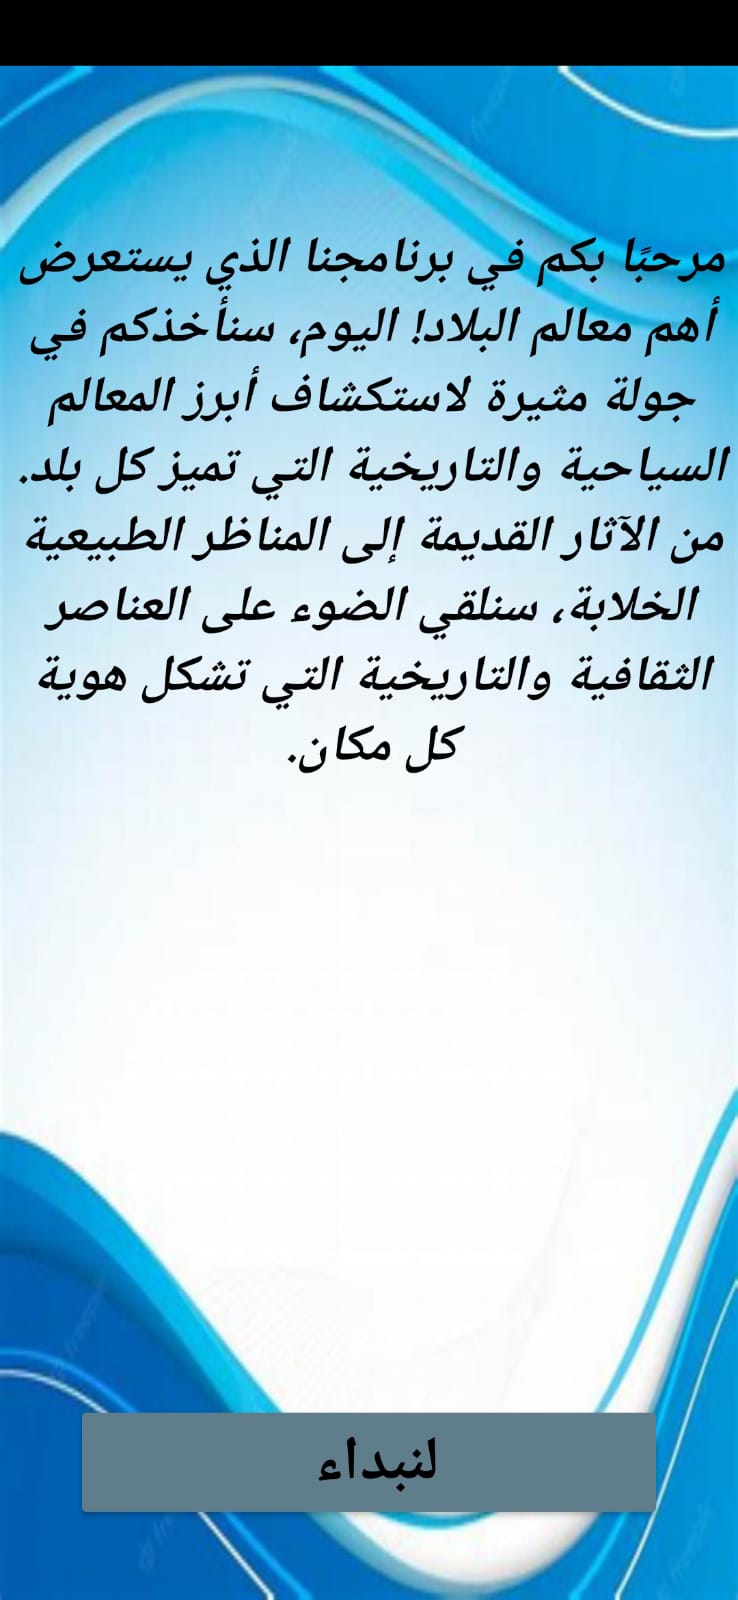 مرحبًا بكم في برنامجنا الذي يستعرض
أهم معالم البلاد! اليوم، سنأخذكم في
جولة مثيرة لاستكشاف أبرز المعالم
السياحية والتاريخية التي تميز كل بلد.
من الآثار القديمة إلى المناظر الطبيعية
الخلابة، سنلقي الضوء على العناصر
الثقافية والتاريخية التي تشكل هوية
كل مكان.
لنبداء